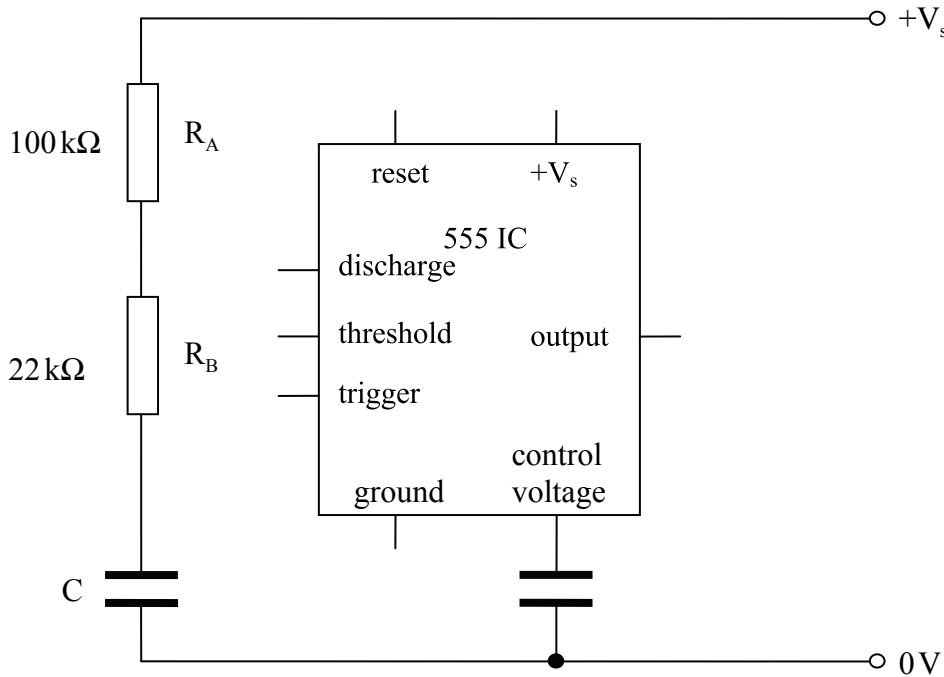 +Vs
100 kΩ
RA
reset
+Vs
555 IC
discharge
threshold
output
22 kΩ
RB
trigger
control
voltage
ground
C
0 V